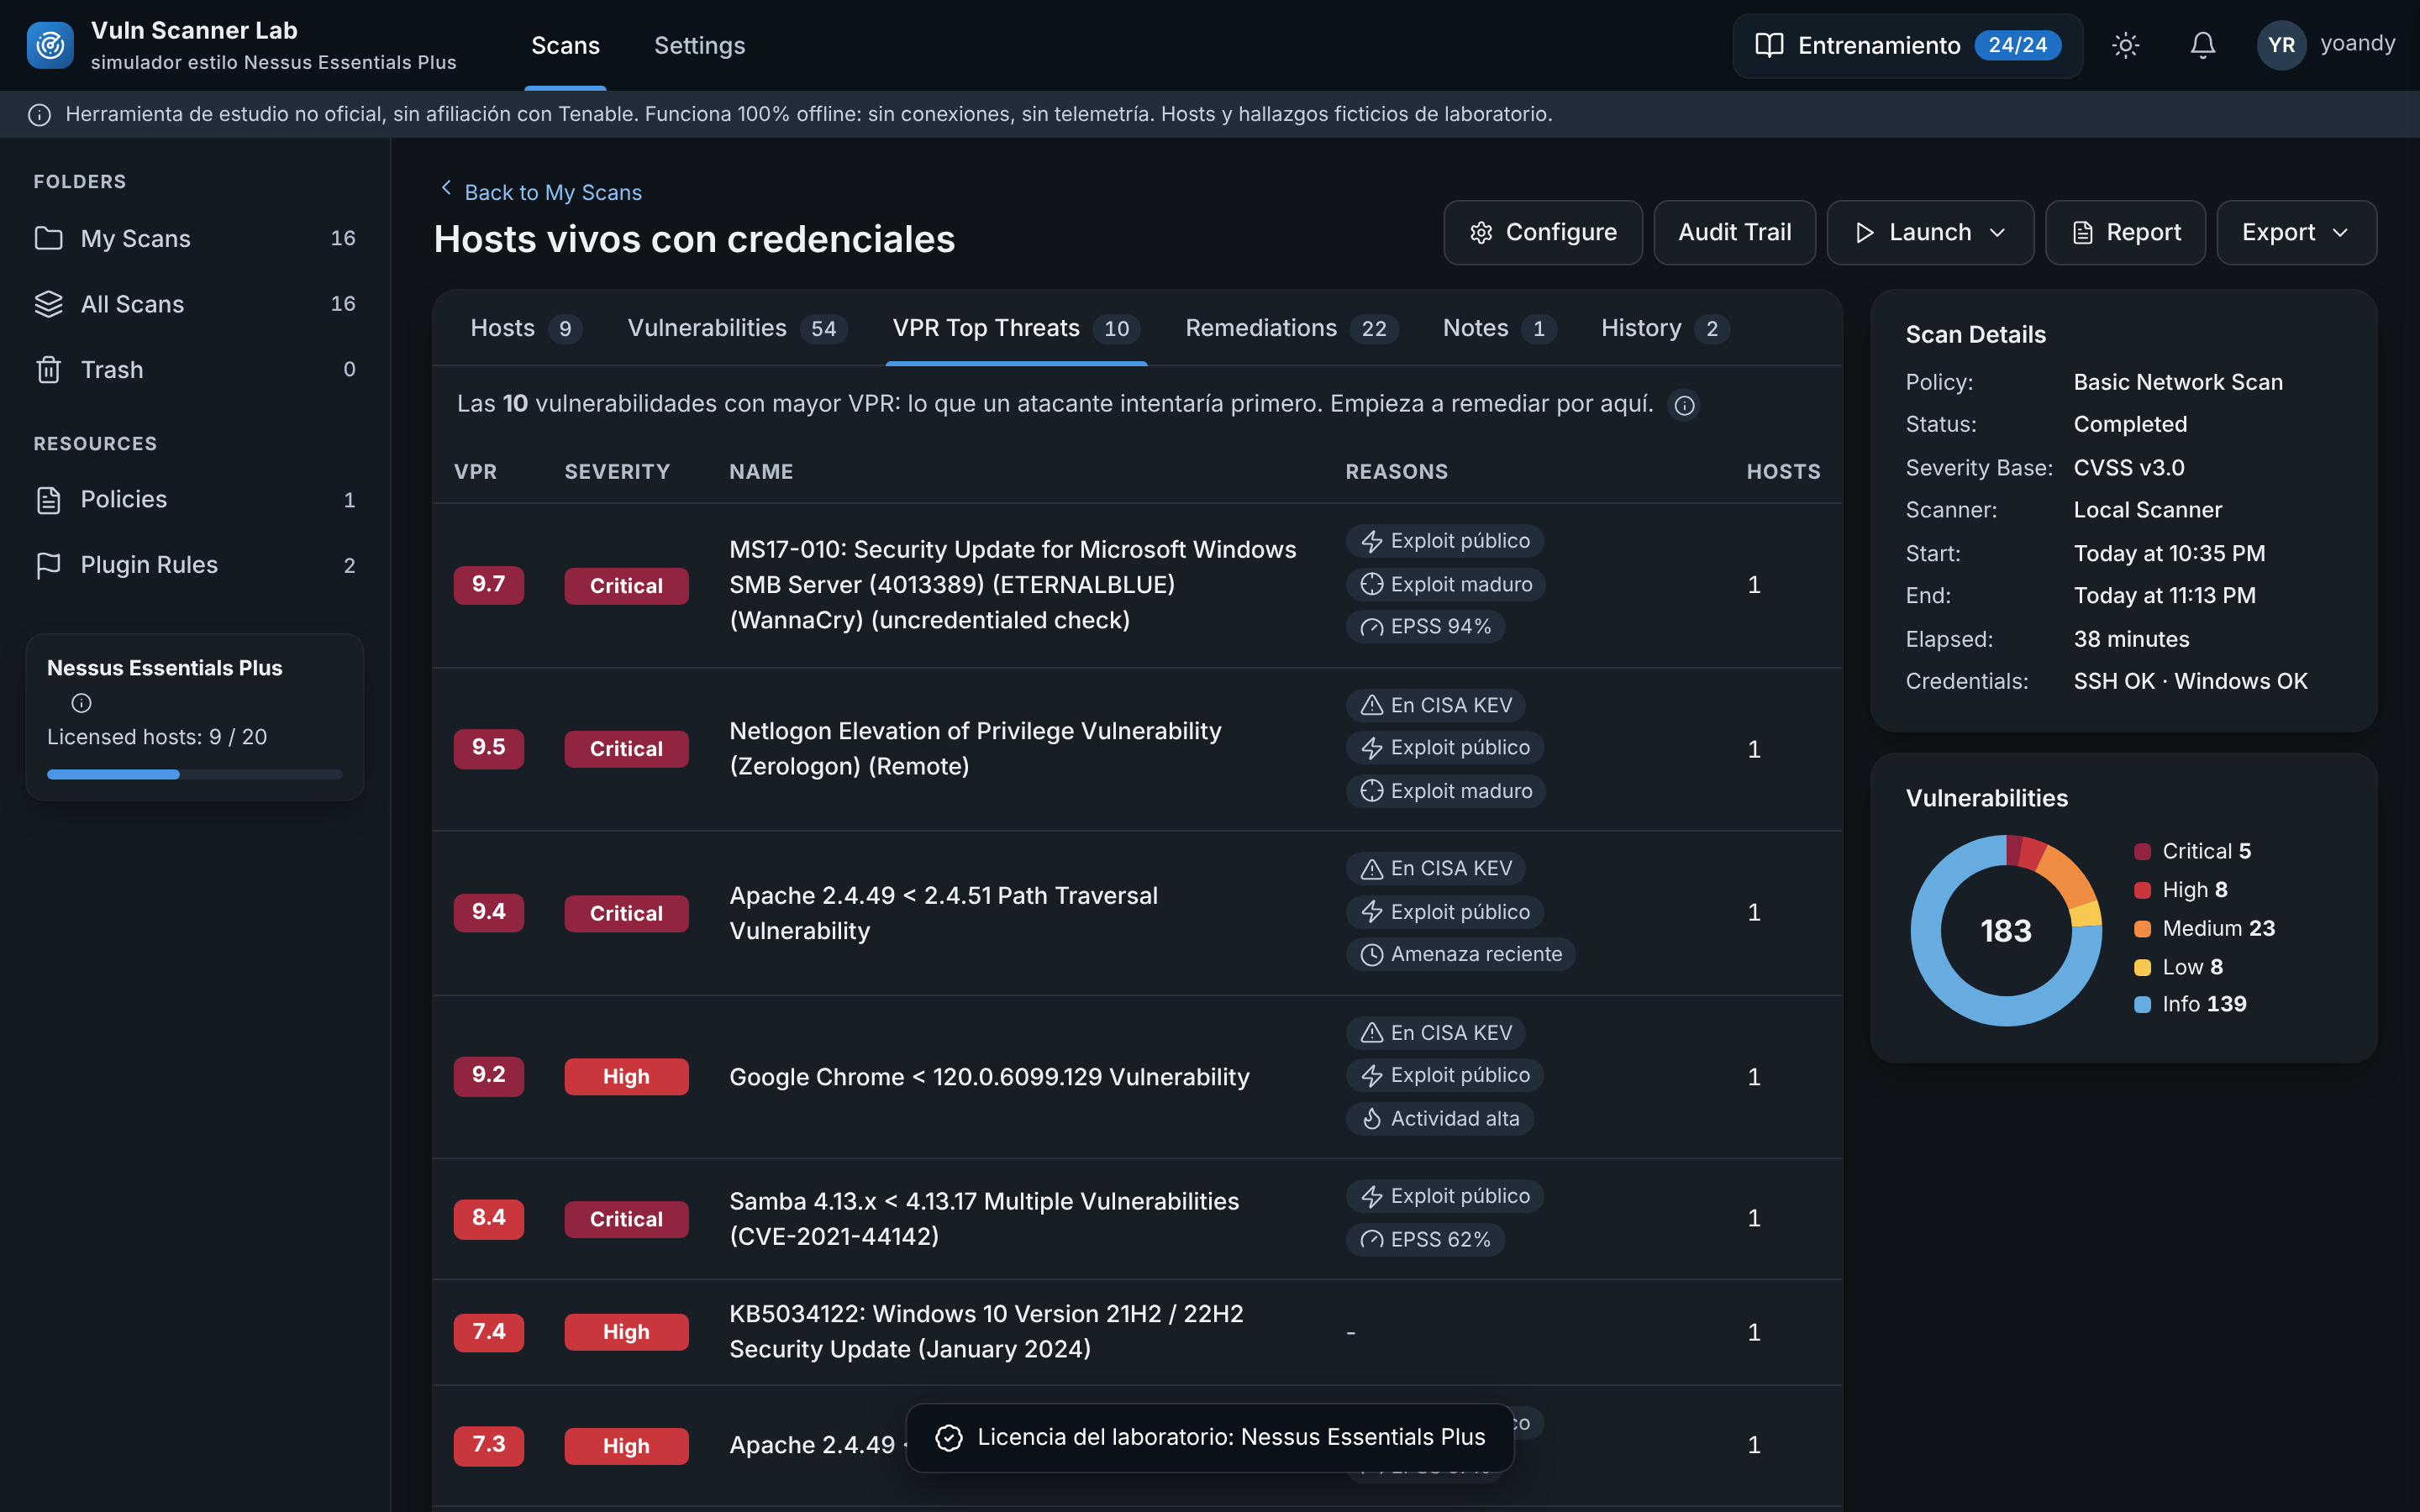 Vuln Scanner Lab
simulador estilo Nessus Essentials Plus
Scans
Settings
Entrenamiento 24/24
YR
yoandy
Herramienta de estudio no oficial, sin afiliación con Tenable. Funciona 100% offline: sin conexiones, sin telemetría. Hosts y hallazgos ficticios de laboratorio.
FOLDERS
My Scans 16
All Scans 16
Trash 0
RESOURCES
Policies 1
Plugin Rules 2
Nessus Essentials Plus
Licensed hosts: 9 / 20
Back to My Scans
Hosts vivos con credenciales
Configure
Audit Trail
Launch
Report
Export
Hosts 9
Vulnerabilities 54
VPR Top Threats 10
Remediations 22
Notes 1
History 2
Las 10 vulnerabilidades con mayor VPR: lo que un atacante intentaría primero. Empieza a remediar por aquí.
VPR SEVERITY NAME REASONS HOSTS
9.7
Critical
MS17-010: Security Update for Microsoft Windows
SMB Server (4013389) (ETERNALBLUE)
(WannaCry) (uncredentialed check)
Exploit público
Exploit maduro
EPSS 94%
1
9.5
Critical
Netlogon Elevation of Privilege Vulnerability
(Zerologon) (Remote)
En CISA KEV
Exploit público
Exploit maduro
1
9.4
Critical
Apache 2.4.49 < 2.4.51 Path Traversal
Vulnerability
En CISA KEV
Exploit público
Amenaza reciente
1
9.2
High
Google Chrome < 120.0.6099.129 Vulnerability
En CISA KEV
Exploit público
Actividad alta
1
8.4
Critical
Samba 4.13.x < 4.13.17 Multiple Vulnerabilities
(CVE-2021-44142)
Exploit público
EPSS 62%
1
7.4
High
KB5034122: Windows 10 Version 21H2 / 22H2
Security Update (January 2024)
-
1
7.3
High
Apache 2.4.49
1
Licencia del laboratorio: Nessus Essentials Plus
Scan Details
Policy: Basic Network Scan
Status: Completed
Severity Base: CVSS v3.0
Scanner: Local Scanner
Start: Today at 10:35 PM
End: Today at 11:13 PM
Elapsed: 38 minutes
Credentials: SSH OK · Windows OK
Vulnerabilities
183
Critical 5
High 8
Medium 23
Low 8
Info 139